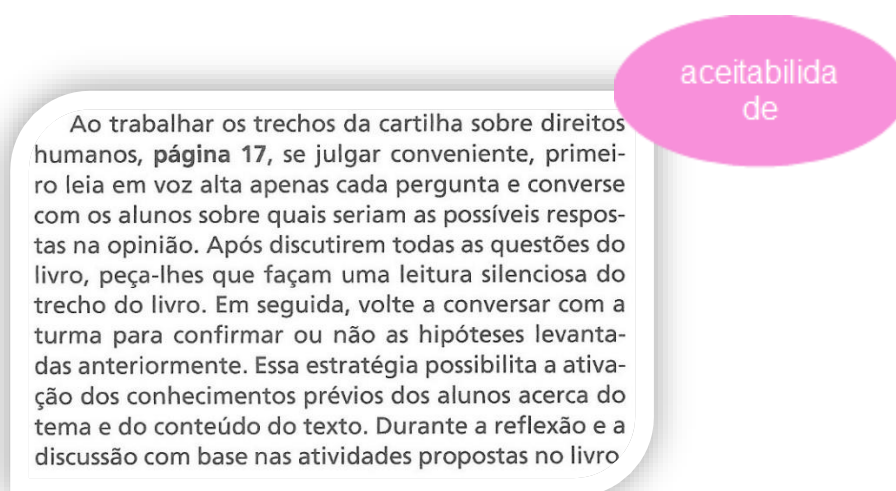 aceitabilida
de
Ao trabalhar os trechos da cartilha sobre direitos
humanos, página 17, se julgar conveniente, primei-
ro leia em voz alta apenas cada pergunta e converse
com os alunos sobre quais seriam as possíveis respos-
tas na opinião. Após discutirem todas as questões do
livro, peça-lhes que façam uma leitura silenciosa do
trecho do livro. Em seguida, volte a conversar com a
turma para confirmar ou não as hipóteses levanta-
das anteriormente. Essa estratégia possibilita a ativa-
ção dos conhecimentos prévios dos alunos acerca do
tema e do conteúdo do texto. Durante a reflexão e a
discussão com base nas atividades propostas no livro